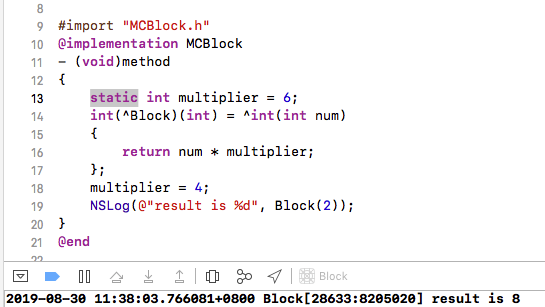 8
9 #import "MCBlock.h"
10 @implementation MCBlock
11 - (void)method
12 {
13 static int multiplier = 6;
14 int(^Block)(int) = ^int(int num)
15 {
16 return num * multiplier;
17 };
18 multiplier = 4;
19 NSLog(@"result is %d", Block(2));
20 }
21 @end
22
Block
2019-08-30 11:38:03.766081+0800 Block[28633:8205020] result is 8